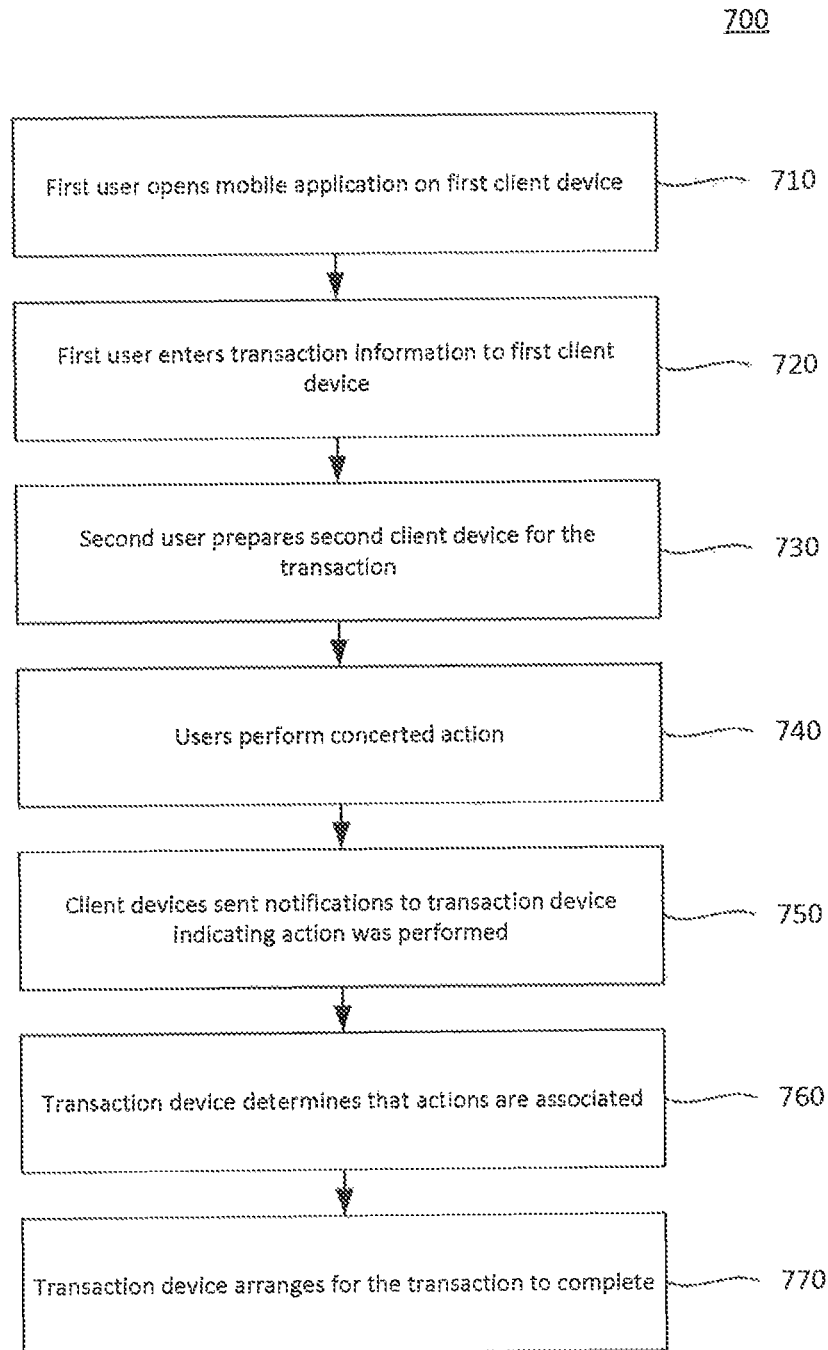 700
First user opens mobile application on first client device
710
First user enters transaction information to first client
device
720
Second user prepares second client device for the
transaction
730
Users perform concerted action
740
Client devices sent notifications to transaction device
indicating action was performed
750
Transaction device determines that actions are associated
760
Transaction device arranges for the transaction to complete
770